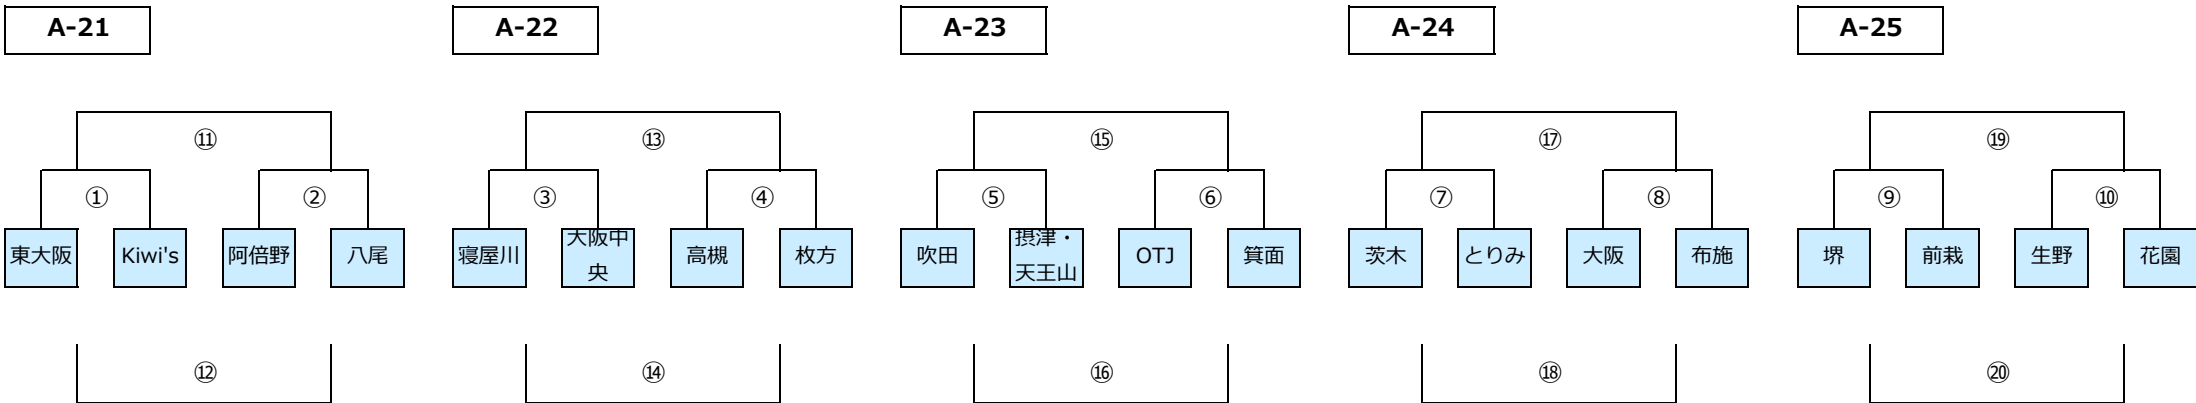 A-21 A-22 A-23 A-24 A-25
⑪ ⑬ ⑮ ⑰ ⑲
① ② ③ ④ ⑤ ⑥ ⑦ ⑧ ⑨ ⑩
東大阪 Kiwi's 阿倍野 八尾 寝屋川 大阪中
央 高槻 枚方 吹田 摂津・
天王山 OTJ 箕面 茨木 とりみ 大阪 布施 堺 前栽 生野 花園
⑫ ⑭ ⑯ ⑱ ⑳